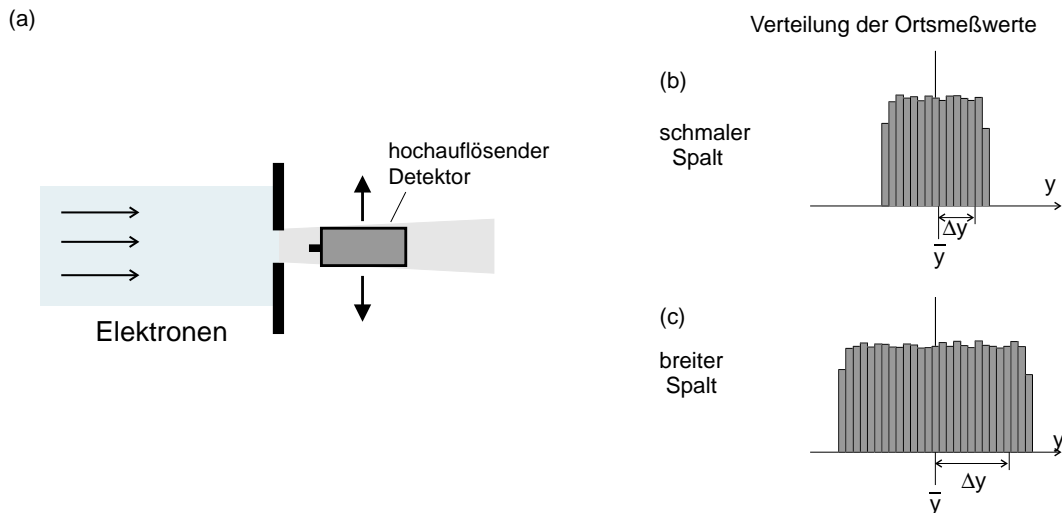 (a)
hochauflösender
Detektor
Elektronen
Verteilung der Ortsmeßwerte
(b)
schmaler
Spalt
y
Δy
y̅
(c)
breiter
Spalt
y
Δy
y̅